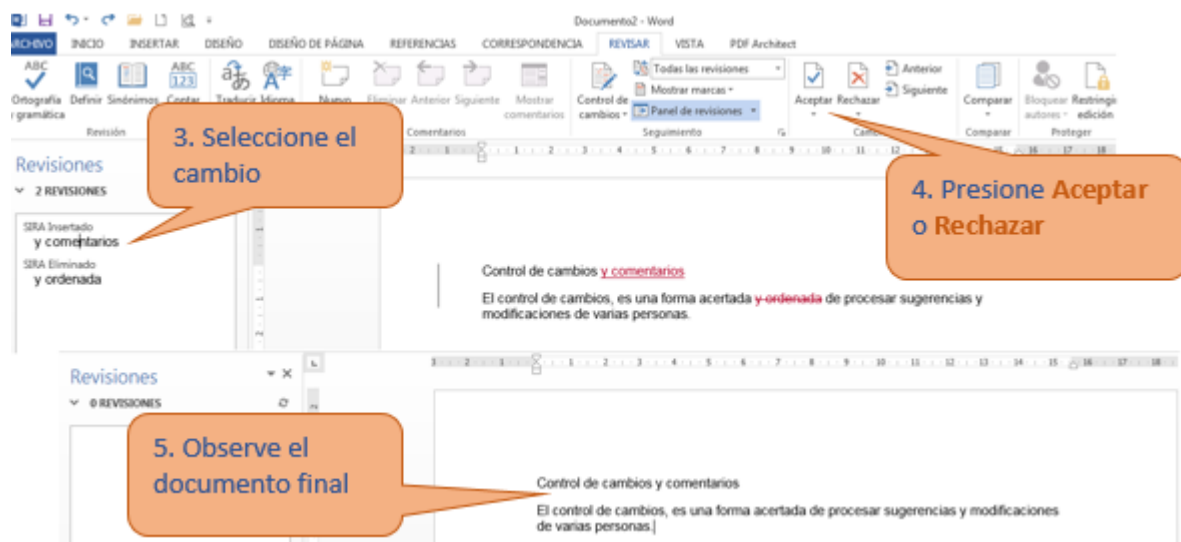 Documento2 - Word
ARCHIVO INICIO INSERTAR DISEÑO DISEÑO DE PÁGINA REFERENCIAS CORRESPONDENCIA REVISAR VISTA PDF Architect
ABC
ABC
123
Todas las revisiones
Mostrar marcas
Panel de revisiones
Anterior
Siguiente
Ortografía y gramática
Definir Sinónimos Contar Traducir Idioma Nuevo Eliminar Anterior Siguiente Mostrar comentarios
Control de cambios
Aceptar Rechazar
Comparar
Bloquear autores
Restringir edición
Revisión
Comentarios
Seguimiento
Comparar
Proteger
3. Seleccione el
cambio
4. Presione Aceptar
o Rechazar
Revisiones
2 REVISIONES
SIRA Insertado
y comentarios
SIRA Eliminado
y ordenada
Control de cambios y comentarios
El control de cambios, es una forma acertada y ordenada de procesar sugerencias y
modificaciones de varias personas.
Revisiones
0 REVISIONES
5. Observe el
documento final
Control de cambios y comentarios
El control de cambios, es una forma acertada de procesar sugerencias y modificaciones
de varias personas.